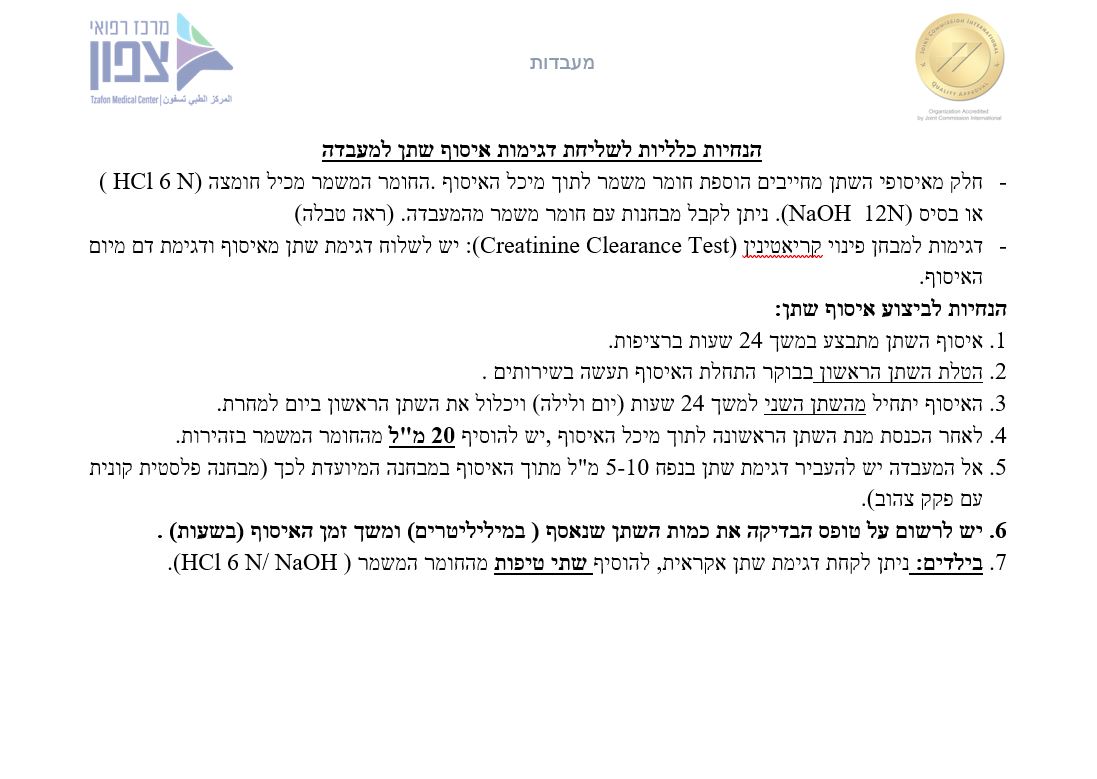 מרכז רפואי
צפון
Tzafon Medical Center | المركز الطبي تسفون
מעבדות
JOINT COMMISSION INTERNATIONAL
QUALITY APPROVAL
Organization Accredited
by Joint Commission International
הנחיות כלליות לשליחת דגימות איסוף שתן למעבדה
- חלק מאיסופי השתן מחייבים הוספת חומר משמר לתוך מיכל האיסוף .החומר המשמר מכיל חומצה (HCl 6 N )
או בסיס (NaOH 12N). ניתן לקבל מבחנות עם חומר משמר מהמעבדה. (ראה טבלה)
- דגימות למבחן פינוי קריאטינין (Creatinine Clearance Test): יש לשלוח דגימת שתן מאיסוף ודגימת דם מיום
האיסוף.
הנחיות לביצוע איסוף שתן:
1. איסוף השתן מתבצע במשך 24 שעות ברציפות.
2. הטלת השתן הראשון בבוקר התחלת האיסוף תעשה בשירותים .
3. האיסוף יתחיל מהשתן השני למשך 24 שעות (יום ולילה) ויכלול את השתן הראשון ביום למחרת.
4. לאחר הכנסת מנת השתן הראשונה לתוך מיכל האיסוף ,יש להוסיף 20 מ"ל מהחומר המשמר בזהירות.
5. אל המעבדה יש להעביר דגימת שתן בנפח 5-10 מ"ל מתוך האיסוף במבחנה המיועדת לכך (מבחנה פלסטית קונית
עם פקק צהוב).
6. יש לרשום על טופס הבדיקה את כמות השתן שנאסף ( במיליליטרים) ומשך זמן האיסוף (בשעות) .
7. בילדים: ניתן לקחת דגימת שתן אקראית, להוסיף שתי טיפות מהחומר המשמר ( HCl 6 N/ NaOH).